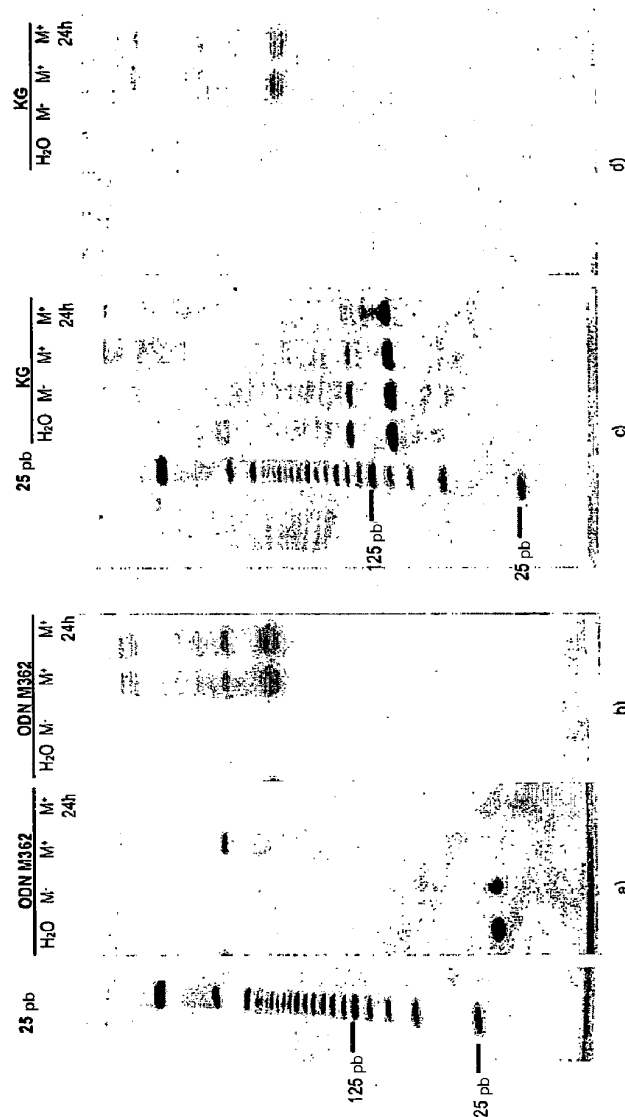 25 pb
ODN M362
H₂O M- M+ M+
24h
125 pb
25 pb
a)
ODN M362
H₂O M- M+ M+
24h
b)
25 pb
KG
H₂O M- M+ M+
24h
125 pb
25 pb
c)
KG
H₂O M- M+ M+
24h
d)